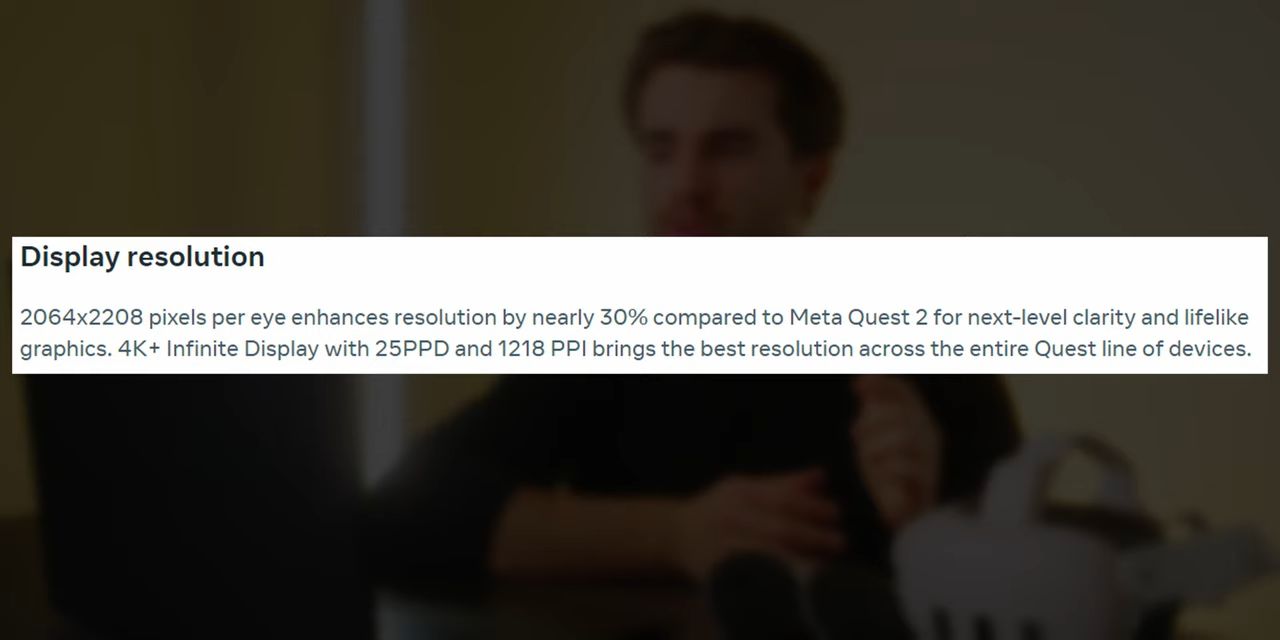 Display resolution
2064x2208 pixels per eye enhances resolution by nearly 30% compared to Meta Quest 2 for next-level clarity and lifelike
graphics. 4K+ Infinite Display with 25PPD and 1218 PPI brings the best resolution across the entire Quest line of devices.